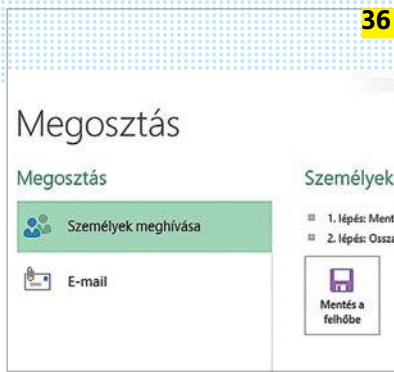 36
Megosztás
Megosztás
Személyek meghívása
E-mail
Személyek
1. lépés: Ment
2. lépés: Ossza
Mentés a
felhőbe